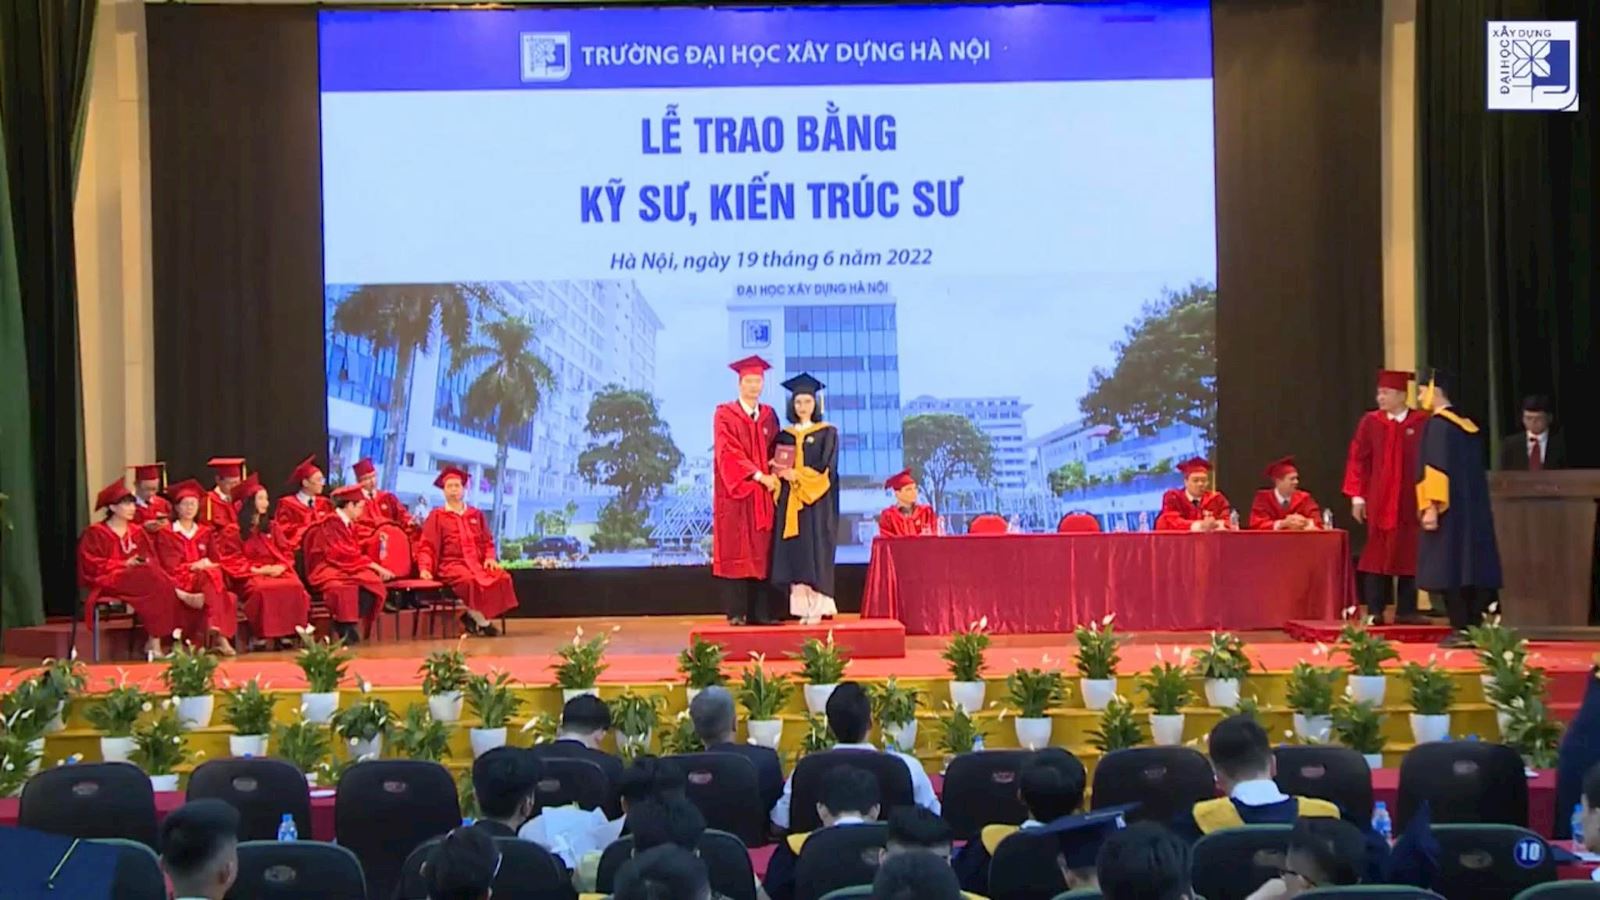 TRƯỜNG ĐẠI HỌC XÂY DỰNG HÀ NỘI
LỄ TRAO BẰNG
KỸ SƯ, KIẾN TRÚC SƯ
Hà Nội, ngày 19 tháng 6 năm 2022
ĐẠI HỌC XÂY DỰNG HÀ NỘI
XÂY DỰNG
ĐẠI HỌC
10